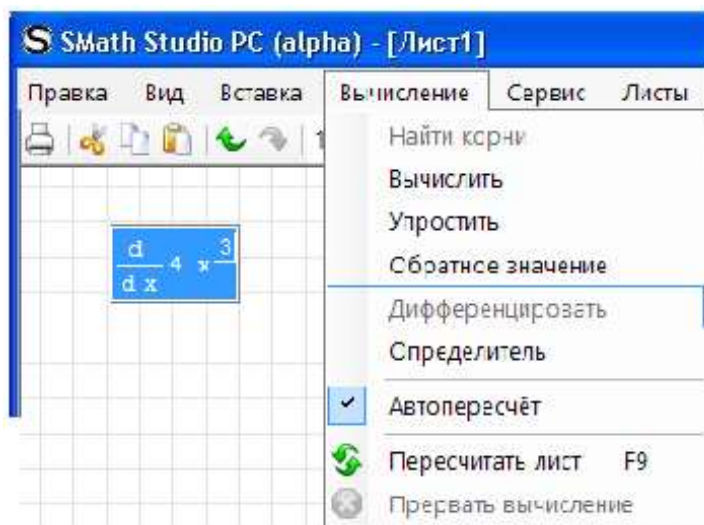 SMath Studio PC (alpha) - [Лист1]
Правка Вид Вставка Вычисление Сервис Листы
Найти корни
Вычислить
Упростить
Обратное значение
Дифференцировать
Определитель
Автопересчёт
Пересчитать лист F9
Прервать вычисление
d
4 x 3
d x